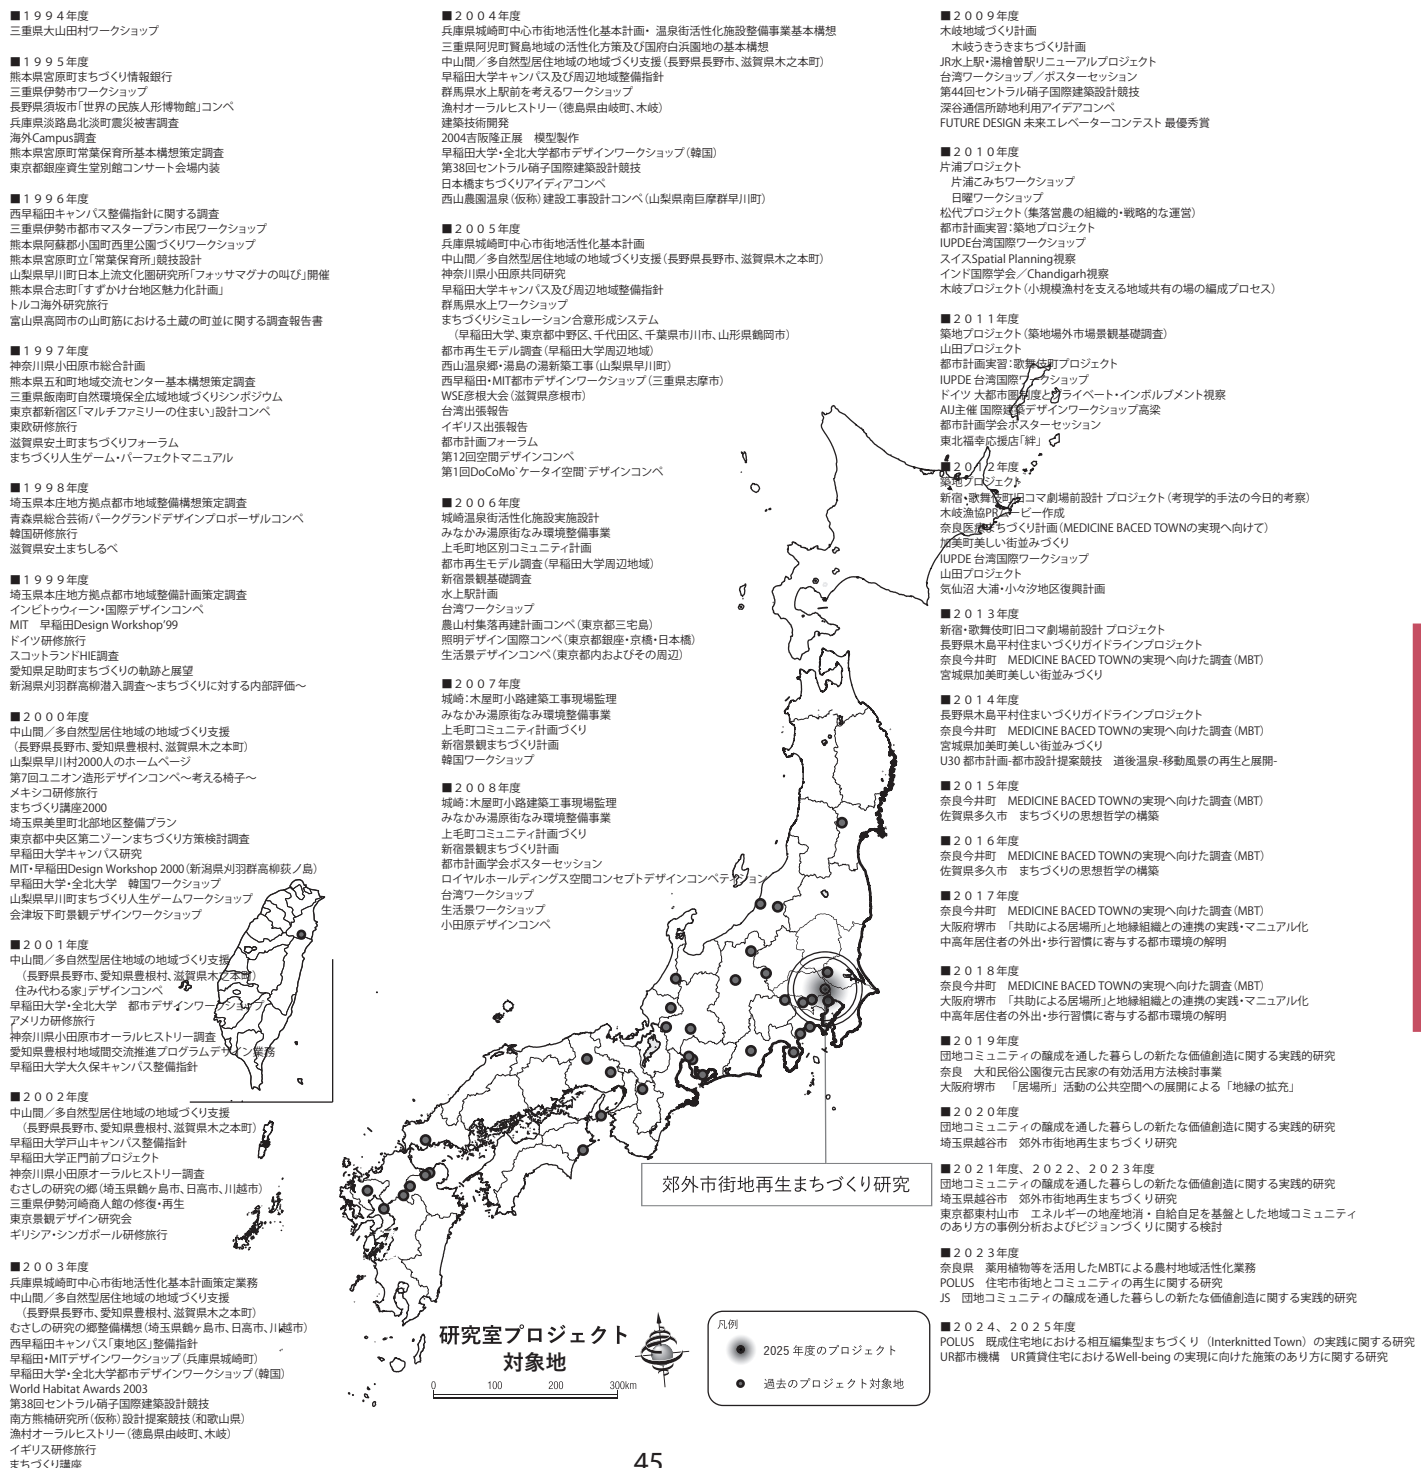 ■1994年度
三重県大山田村ワークショップ
■1995年度
熊本県宮原町まちづくり情報銀行
三重県伊勢市ワークショップ
長野県須坂市「世界の民族人形博物館」コンペ
兵庫県淡路島北淡町震災被害調査
海外Campus調査
熊本県宮原町常葉保育所基本構想策定調査
東京都銀座資生堂別館コンサート会場内装
■1996年度
西早稲田キャンパス整備指針に関する調査
三重県伊勢市都市マスタープラン市民ワークショップ
熊本県阿蘇郡小国町西里公園づくりワークショップ
熊本県宮原町立「常葉保育所」競技設計
山梨県早川町日本上流文化圏研究所「フォッサマグナの叫び」開催
熊本県合志町「すずかけ台地区魅力化計画」
トルコ海外研究旅行
富山県高岡市の山町筋における土蔵の町並に関する調査報告書
■1997年度
神奈川県小田原市総合計画
熊本県五和町地域交流センター基本構想策定調査
三重県飯南町自然環境保全広域地域づくりシンポジウム
東京都新宿区「マルチファミリーの住まい」設計コンペ
東欧研修旅行
滋賀県安土町まちづくりフォーラム
まちづくり人生ゲーム・パーフェクトマニュアル
■1998年度
埼玉県本庄地方拠点都市地域整備構想策定調査
青森県総合芸術パークグランドデザインプロポーザルコンペ
韓国研修旅行
滋賀県安土まちしるべ
■1999年度
埼玉県本庄地方拠点都市地域整備計画策定調査
インビトゥウィーン・国際デザインコンペ
MIT　早稲田Design Workshop'99
ドイツ研修旅行
スコットランドHIE調査
愛知県足助町まちづくりの軌跡と展望
新潟県刈羽群高柳潜入調査〜まちづくりに対する内部評価〜
■2000年度
中山間／多自然型居住地域の地域づくり支援
（長野県長野市、愛知県豊根村、滋賀県木之本町）
山梨県早川村2000人のホームページ
第7回ユニオン造形デザインコンペ〜考える椅子〜
メキシコ研修旅行
まちづくり講座2000
埼玉県美里町北部地区整備プラン
東京都中央区第二ゾーンまちづくり方策検討調査
早稲田大学キャンパス研究
MIT・早稲田Design Workshop 2000（新潟県刈羽群高柳荻ノ島）
早稲田大学・全北大学　韓国ワークショップ
山梨県早川町まちづくり人生ゲームワークショップ
会津坂下町景観デザインワークショップ
■2001年度
中山間／多自然型居住地域の地域づくり支援
（長野県長野市、愛知県豊根村、滋賀県木之本町）
住み代わる家」デザインコンペ
早稲田大学・全北大学　都市デザインワークショップ
アメリカ研修旅行
神奈川県小田原市オーラルヒストリー調査
愛知県豊根村地域間交流推進プログラムデザイン業務
早稲田大学大久保キャンパス整備指針
■2002年度
中山間／多自然型居住地域の地域づくり支援
（長野県長野市、愛知県豊根村、滋賀県木之本町）
早稲田大学戸山キャンパス整備指針
早稲田大学正門前プロジェクト
神奈川県小田原オーラルヒストリー調査
むさしの研究の郷（埼玉県鶴ヶ島市、日高市、川越市）
三重県伊勢河崎商人館の修復・再生
東京景観デザイン研究会
ギリシア・シンガポール研修旅行
■2003年度
兵庫県城崎町中心市街地活性化基本計画策定業務
中山間／多自然型居住地域の地域づくり支援
（長野県長野市、愛知県豊根村、滋賀県木之本町）
むさしの研究の郷整備構想（埼玉県鶴ヶ島市、日高市、川越市）
西早稲田キャンパス「東地区」整備指針
早稲田・MITデザインワークショップ（兵庫県城崎町）
早稲田大学・全北大学都市デザインワークショップ（韓国）
World Habitat Awards 2003
第38回セントラル硝子国際建築設計競技
南方熊楠研究所（仮称）設計提案競技（和歌山県）
漁村オーラルヒストリー（徳島県由岐町、木岐）
イギリス研修旅行
まちづくり講座
■2004年度
兵庫県城崎町中心市街地活性化基本計画・ 温泉街活性化施設整備事業基本構想
三重県阿児町賢島地域の活性化方策及び国府白浜園地の基本構想
中山間／多自然型居住地域の地域づくり支援（長野県長野市、滋賀県木之本町）
早稲田大学キャンパス及び周辺地域整備指針
群馬県水上駅前を考えるワークショップ
漁村オーラルヒストリー（徳島県由岐町、木岐）
建築技術開発
2004吉阪隆正展　模型製作
早稲田大学・全北大学都市デザインワークショップ（韓国）
第38回セントラル硝子国際建築設計競技
日本橋まちづくりアイディアコンペ
西山農園温泉（仮称）建設工事設計コンペ（山梨県南巨摩群早川町）
■2005年度
兵庫県城崎町中心市街地活性化基本計画
中山間／多自然型居住地域の地域づくり支援（長野県長野市、滋賀県木之本町）
神奈川県小田原共同研究
早稲田大学キャンパス及び周辺地域整備指針
群馬県水上ワークショップ
まちづくりシミュレーション合意形成システム
（早稲田大学、東京都中野区、千代田区、千葉県市川市、山形県鶴岡市）
都市再生モデル調査（早稲田大学周辺地域）
西山温泉郷・湯島の湯新築工事（山梨県早川町）
西早稲田・MIT都市デザインワークショップ（三重県志摩市）
WSE彦根大会（滋賀県彦根市）
台湾出張報告
イギリス出張報告
都市計画フォーラム
第12回空間デザインコンペ
第1回DoCoMo`ケータイ空間`デザインコンペ
■2006年度
城崎温泉街活性化施設実施設計
みなかみ湯原街なみ環境整備事業
上毛町地区別コミュニティ計画
都市再生モデル調査（早稲田大学周辺地域）
新宿景観基礎調査
水上駅計画
台湾ワークショップ
農山村集落再建計画コンペ（東京都三宅島）
照明デザイン国際コンペ（東京都銀座・京橋・日本橋）
生活景デザインコンペ（東京都内およびその周辺）
■2007年度
城崎：木屋町小路建築工事現場監理
みなかみ湯原街なみ環境整備事業
上毛町コミュニティ計画づくり
新宿景観まちづくり計画
韓国ワークショップ
■2008年度
城崎：木屋町小路建築工事現場監理
みなかみ湯原街なみ環境整備事業
上毛町コミュニティ計画づくり
新宿景観まちづくり計画
都市計画学会ポスターセッション
ロイヤルホールディングス空間コンセプトデザインコンペティション
台湾ワークショップ
生活景ワークショップ
小田原デザインコンペ
■2009年度
木岐地域づくり計画
木岐うきうきまちづくり計画
JR水上駅・湯檜曽駅リニューアルプロジェクト
台湾ワークショップ／ポスターセッション
第44回セントラル硝子国際建築設計競技
深谷通信所跡地利用アイデアコンペ
FUTURE DESIGN 未来エレベーターコンテスト 最優秀賞
■2010年度
片浦プロジェクト
片浦こみちワークショップ
日曜ワークショップ
松代プロジェクト（集落営農の組織的・戦略的な運営）
都市計画実習：築地プロジェクト
IUPDE台湾国際ワークショップ
スイスSpatial Planning視察
インド国際学会／Chandigarh視察
木岐プロジェクト（小規模漁村を支える地域共有の場の編成プロセス）
■2011年度
築地プロジェクト（築地場外市場景観基礎調査）
山田プロジェクト
都市計画実習：歌舞伎町プロジェクト
IUPDE 台湾国際ワークショップ
ドイツ 大都市圏制度とプライベート・インボルブメント視察
AIJ主催 国際建築デザインワークショップ高梁
都市計画学会ポスターセッション
東北福幸応援店「絆」
■2012年度
築地プロジェクト
新宿・歌舞伎町旧コマ劇場前設計 プロジェクト（考現学的手法の今日的考察）
木岐漁協PRムービー作成
奈良医療まちづくり計画（MEDICINE BACED TOWNの実現へ向けて）
加美町美しい街並みづくり
IUPDE 台湾国際ワークショップ
山田プロジェクト
気仙沼 大浦・小々汐地区復興計画
■2013年度
新宿・歌舞伎町旧コマ劇場前設計 プロジェクト
長野県木島平村住まいづくりガイドラインプロジェクト
奈良今井町　MEDICINE BACED TOWNの実現へ向けた調査（MBT）
宮城県加美町美しい街並みづくり
■2014年度
長野県木島平村住まいづくりガイドラインプロジェクト
奈良今井町　MEDICINE BACED TOWNの実現へ向けた調査（MBT）
宮城県加美町美しい街並みづくり
U30 都市計画-都市設計提案競技　道後温泉-移動風景の再生と展開-
■2015年度
奈良今井町　MEDICINE BACED TOWNの実現へ向けた調査（MBT）
佐賀県多久市　まちづくりの思想哲学の構築
■2016年度
奈良今井町　MEDICINE BACED TOWNの実現へ向けた調査（MBT）
佐賀県多久市　まちづくりの思想哲学の構築
■2017年度
奈良今井町　MEDICINE BACED TOWNの実現へ向けた調査（MBT）
大阪府堺市　「共助による居場所」と地縁組織との連携の実践・マニュアル化
中高年居住者の外出・歩行習慣に寄与する都市環境の解明
■2018年度
奈良今井町　MEDICINE BACED TOWNの実現へ向けた調査（MBT）
大阪府堺市　「共助による居場所」と地縁組織との連携の実践・マニュアル化
中高年居住者の外出・歩行習慣に寄与する都市環境の解明
■2019年度
団地コミュニティの醸成を通した暮らしの新たな価値創造に関する実践的研究
奈良　大和民俗公園復元古民家の有効活用方法検討事業
大阪府堺市　「居場所」活動の公共空間への展開による「地縁の拡充」
■2020年度
団地コミュニティの醸成を通した暮らしの新たな価値創造に関する実践的研究
埼玉県越谷市　郊外市街地再生まちづくり研究
■2021年度、2022、2023年度
団地コミュニティの醸成を通した暮らしの新たな価値創造に関する実践的研究
埼玉県越谷市　郊外市街地再生まちづくり研究
東京都東村山市　エネルギーの地産地消・自給自足を基盤とした地域コミュニティ
のあり方の事例分析およびビジョンづくりに関する検討
■2023年度
奈良県　薬用植物等を活用したMBTによる農村地域活性化業務
POLUS　住宅市街地とコミュニティの再生に関する研究
JS　団地コミュニティの醸成を通した暮らしの新たな価値創造に関する実践的研究
■2024、2025年度
POLUS　既成住宅地における相互編集型まちづくり（Interknitted Town）の実践に関する研究
UR都市機構　UR賃貸住宅におけるWell-being の実現に向けた施策のあり方に関する研究
郊外市街地再生まちづくり研究
研究室プロジェクト
対象地
0 100 200 300km
凡例
2025 年度のプロジェクト
過去のプロジェクト対象地
45